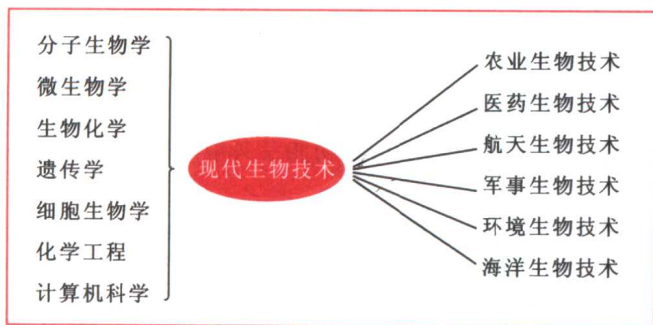 分子生物学
微生物学
生物化学
遗传学
细胞生物学
化学工程
计算机科学
现代生物技术
农业生物技术
医药生物技术
航天生物技术
军事生物技术
环境生物技术
海洋生物技术